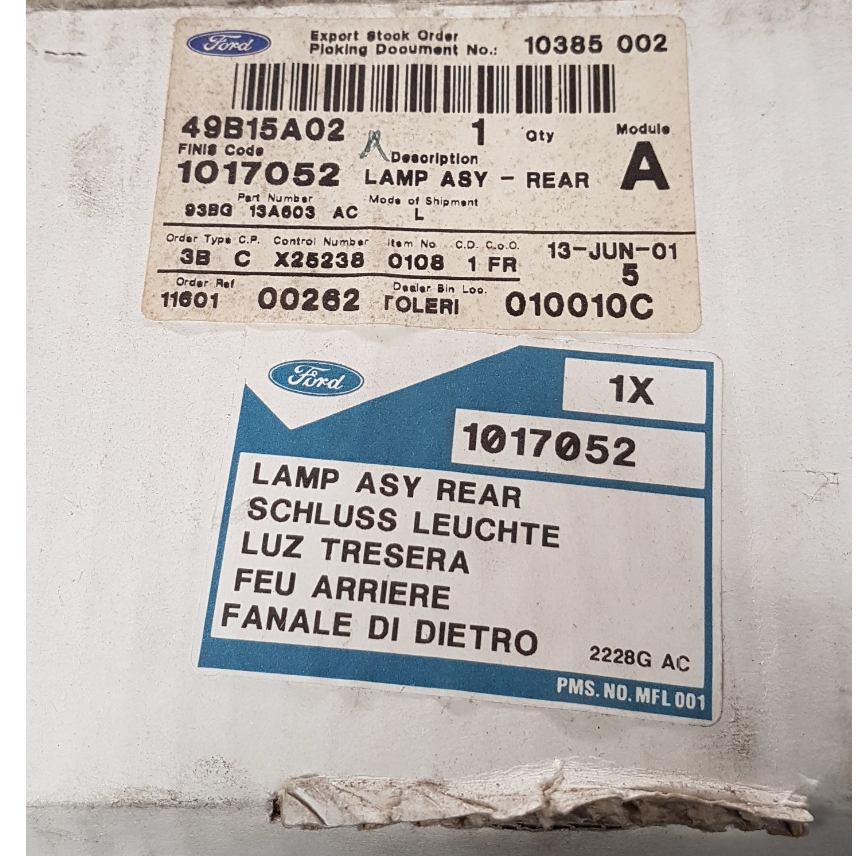 Ford
Export Stock Order
Picking Document No.: 10385 002
49B15A02 1 Qty Module
FINIS Code Description A
1017052 LAMP ASY - REAR
Part Number Mode of Shipment
93BG 13A603 AC L
Order Type C.P. Control Number Item No C.D. C.o.O. 13-JUN-01
3B C X25238 0108 1 FR 5
Order Ref Dealer Bin Loc.
11601 00262 TOLERI 010010C
Ford
1X
1017052
LAMP ASY REAR
SCHLUSS LEUCHTE
LUZ TRESERA
FEU ARRIERE
FANALE DI DIETRO
2228G AC
PMS. NO. MFL 001